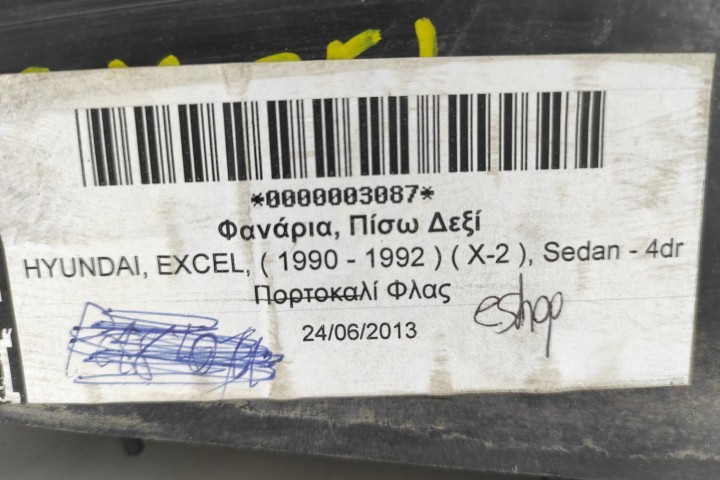 *0000003087*
Φανάρια, Πίσω Δεξί
HYUNDAI, EXCEL, ( 1990 - 1992 ) ( X-2 ), Sedan - 4dr
Πορτοκαλί Φλας
24/06/2013
eshop